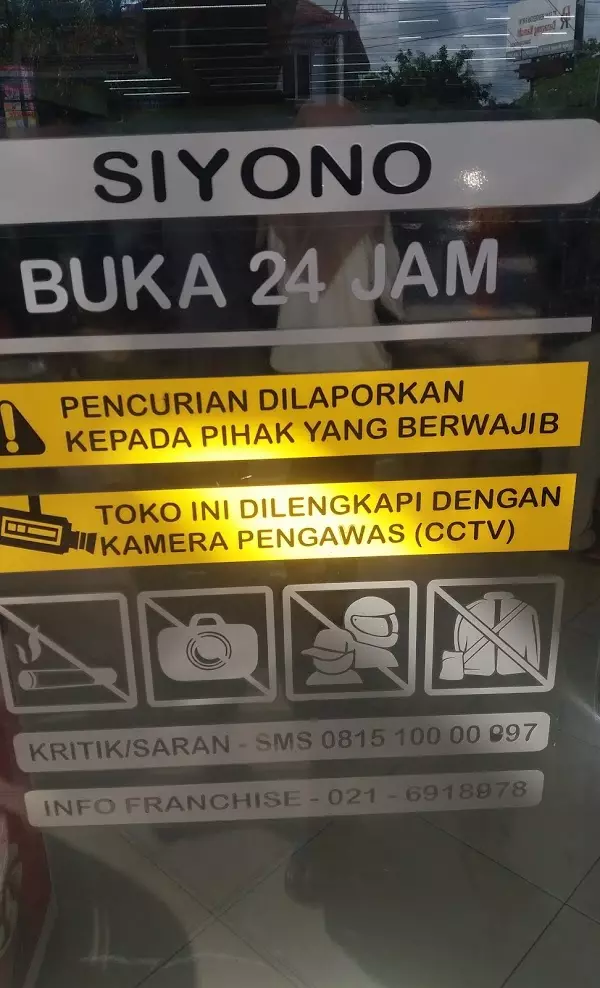 SIYONO
BUKA 24 JAM
PENCURIAN DILAPORKAN
KEPADA PIHAK YANG BERWAJIB
TOKO INI DILENGKAPI DENGAN
KAMERA PENGAWAS (CCTV)
KRITIK/SARAN - SMS 0815 100 00
INFO FRANCHISE - 021 - 6918978